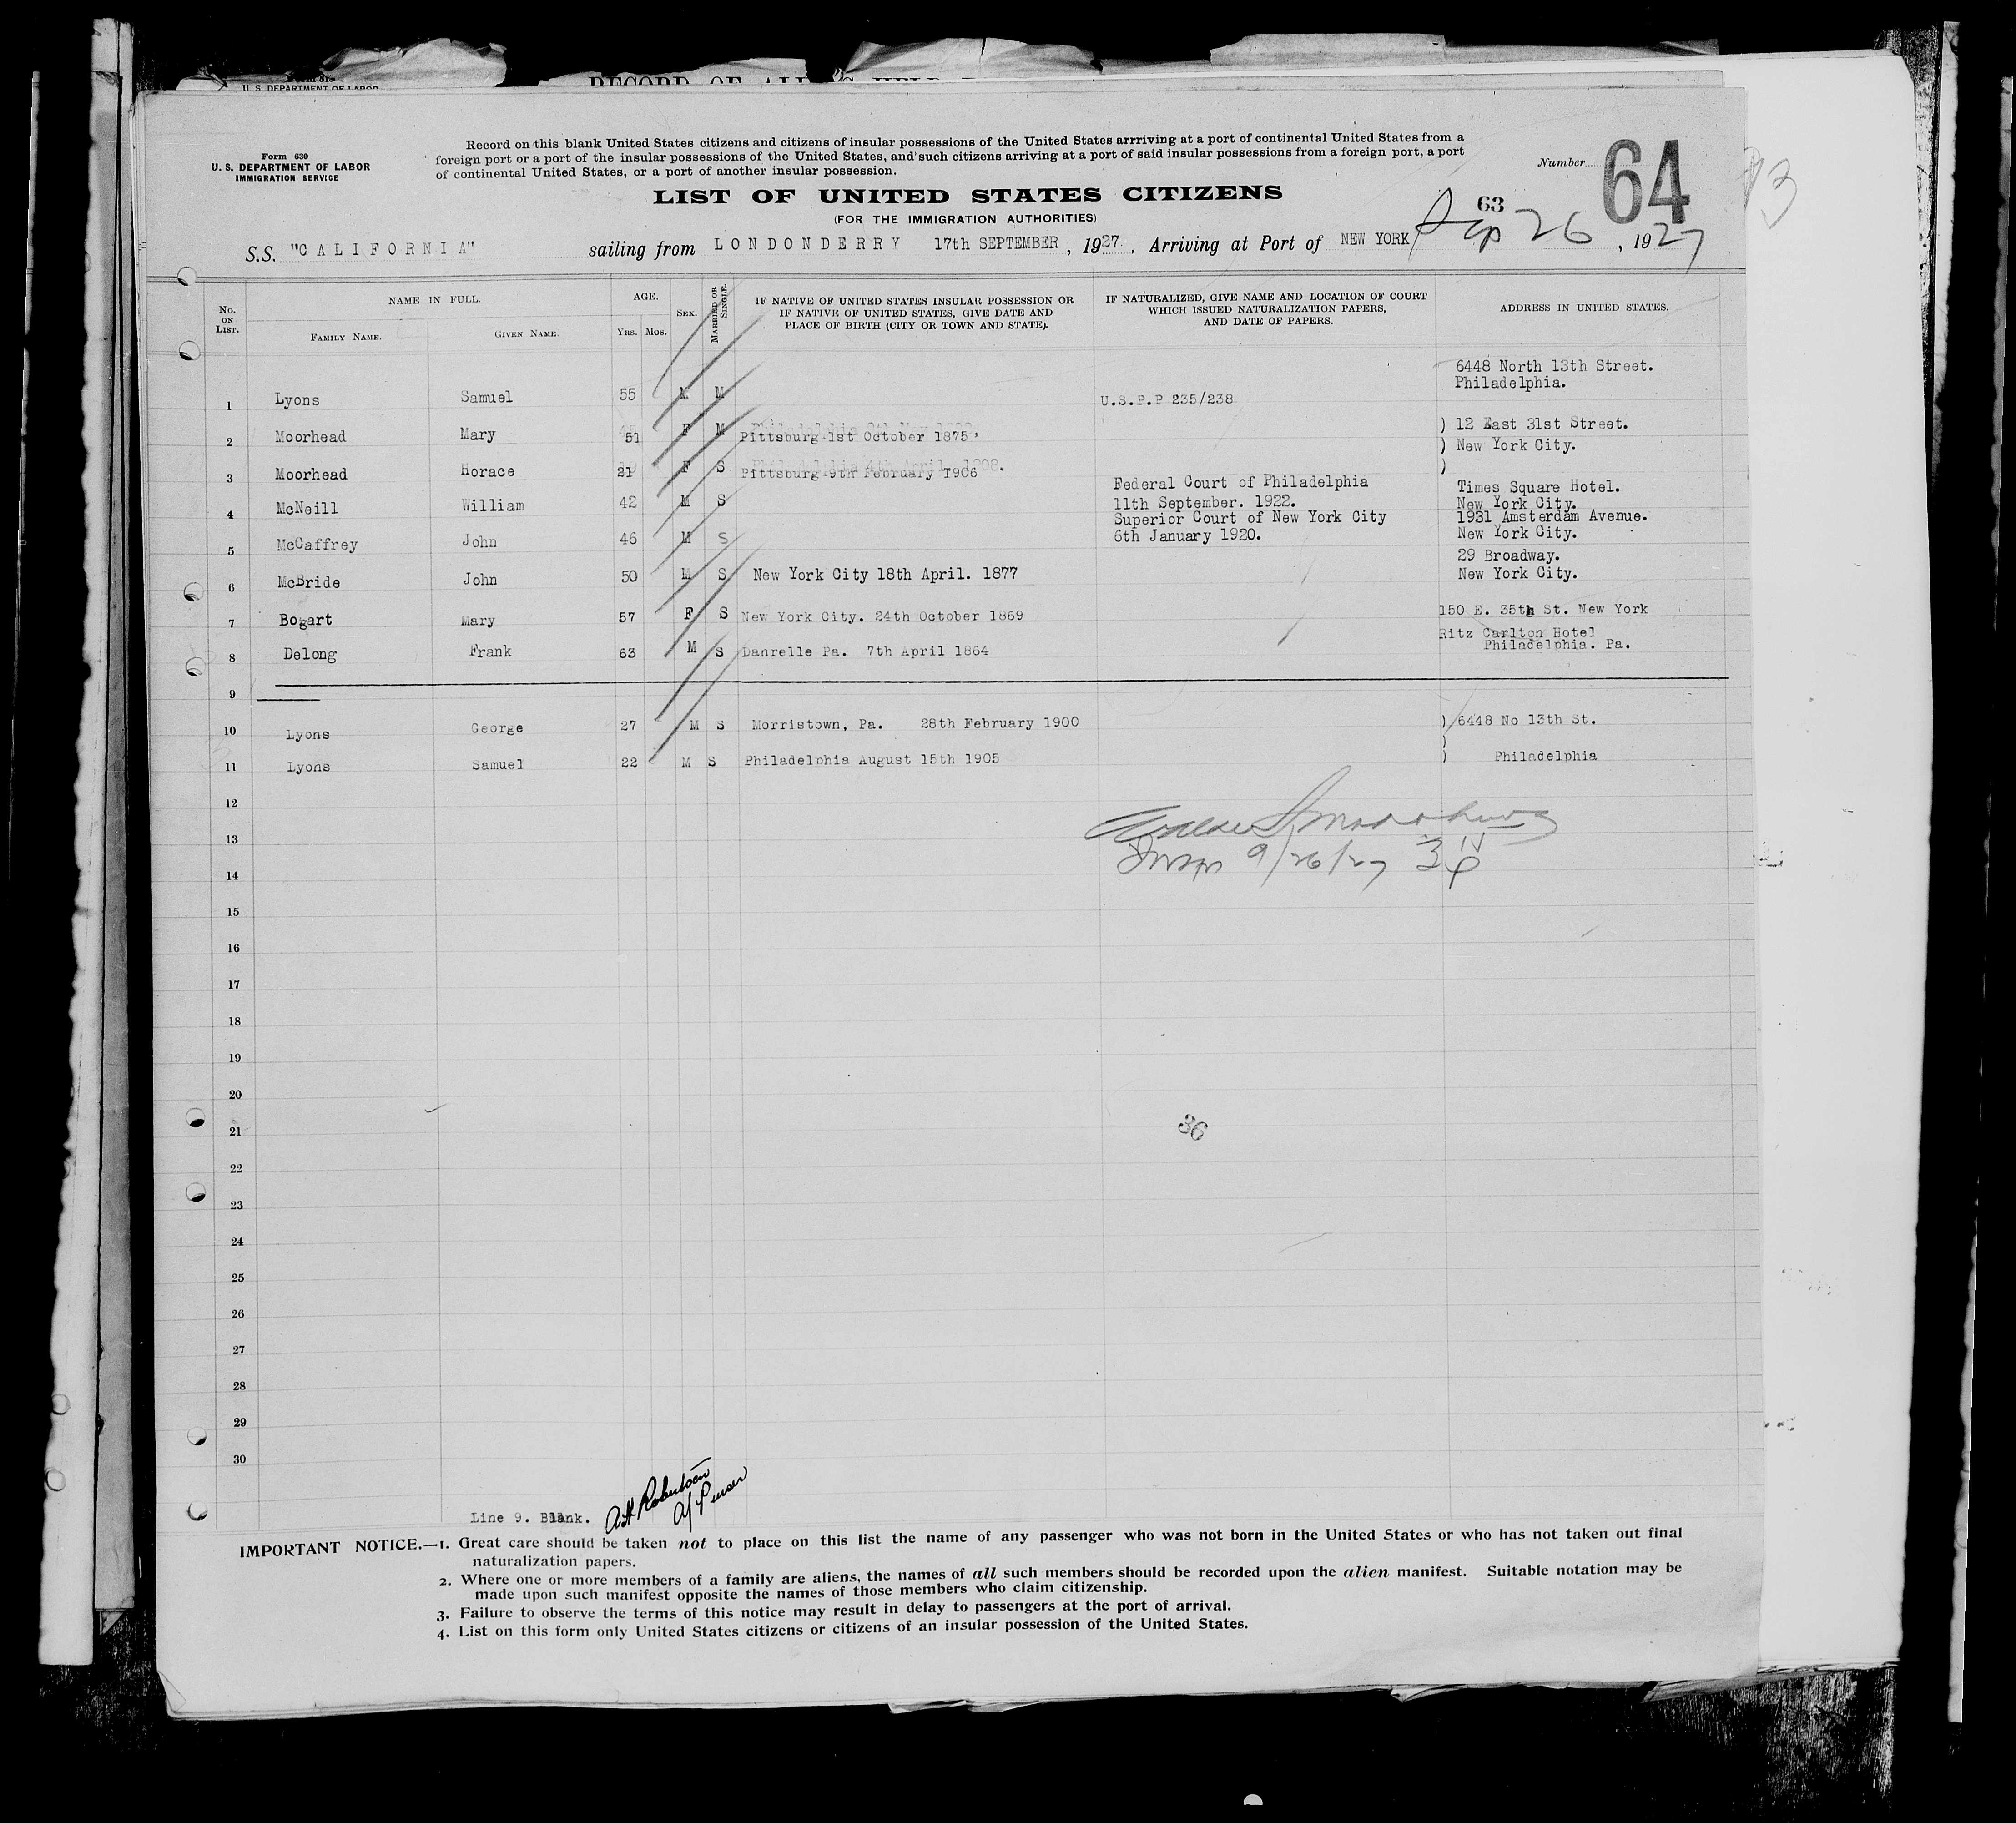 RECORD OF
U. S. DEPARTMENT OF LABOR
Form 630
U. S. DEPARTMENT OF LABOR
IMMIGRATION SERVICE
Record on this blank United States citizens and citizens of insular possessions of the United States arrriving at a port of continental United States from a
foreign port or a port of the insular possessions of the United States, and such citizens arriving at a port of said insular possessions from a foreign port, a port
of continental United States, or a port of another insular possession.
Number 64
63
LIST OF UNITED STATES CITIZENS
(FOR THE IMMIGRATION AUTHORITIES)
S.S. "CALIFORNIA" sailing from LONDONDERRY 17th SEPTEMBER, 1927, Arriving at Port of NEW YORK Sep 26, 1927
No. ON LIST. NAME IN FULL. AGE. SEX. MARRIED OR SINGLE. IF NATIVE OF UNITED STATES INSULAR POSSESSION OR IF NATIVE OF UNITED STATES, GIVE DATE AND PLACE OF BIRTH (CITY OR TOWN AND STATE). IF NATURALIZED, GIVE NAME AND LOCATION OF COURT WHICH ISSUED NATURALIZATION PAPERS, AND DATE OF PAPERS. ADDRESS IN UNITED STATES.
FAMILY NAME. GIVEN NAME. YRS. MOS.
6448 North 13th Street.
Philadelphia.
1 Lyons Samuel 55 M M U.S.P.P 235/238
2 Moorhead Mary 51 F M Pittsburg 1st October 1875 ) 12 East 31st Street.
) New York City.
3 Moorhead Horace 21 F S Pittsburg 9th February 1906 )
Federal Court of Philadelphia Times Square Hotel.
4 McNeill William 42 M S 11th September. 1922. New York City.
Superior Court of New York City 1931 Amsterdam Avenue.
5 McCaffrey John 46 M S 6th January 1920. New York City.
29 Broadway.
6 McBride John 50 M S New York City 18th April. 1877 New York City.
7 Bogart Mary 57 F S New York City. 24th October 1869 150 E. 35th St. New York
Ritz Carlton Hotel
8 Delong Frank 63 M S Danrelle Pa. 7th April 1864 Philadelphia. Pa.
9
10 Lyons George 27 M S Morristown, Pa. 28th February 1900 ) 6448 No 13th St.
)
11 Lyons Samuel 22 M S Philadelphia August 15th 1905 ) Philadelphia
12
13
14 9/26/27
15
16
17
18
19
20
21 36
22
23
24
25
26
27
28
29
30
Line 9. Blank. A H Robertson
A/Purser
IMPORTANT NOTICE.—1. Great care should be taken not to place on this list the name of any passenger who was not born in the United States or who has not taken out final
naturalization papers.
2. Where one or more members of a family are aliens, the names of all such members should be recorded upon the alien manifest. Suitable notation may be
made upon such manifest opposite the names of those members who claim citizenship.
3. Failure to observe the terms of this notice may result in delay to passengers at the port of arrival.
4. List on this form only United States citizens or citizens of an insular possession of the United States.